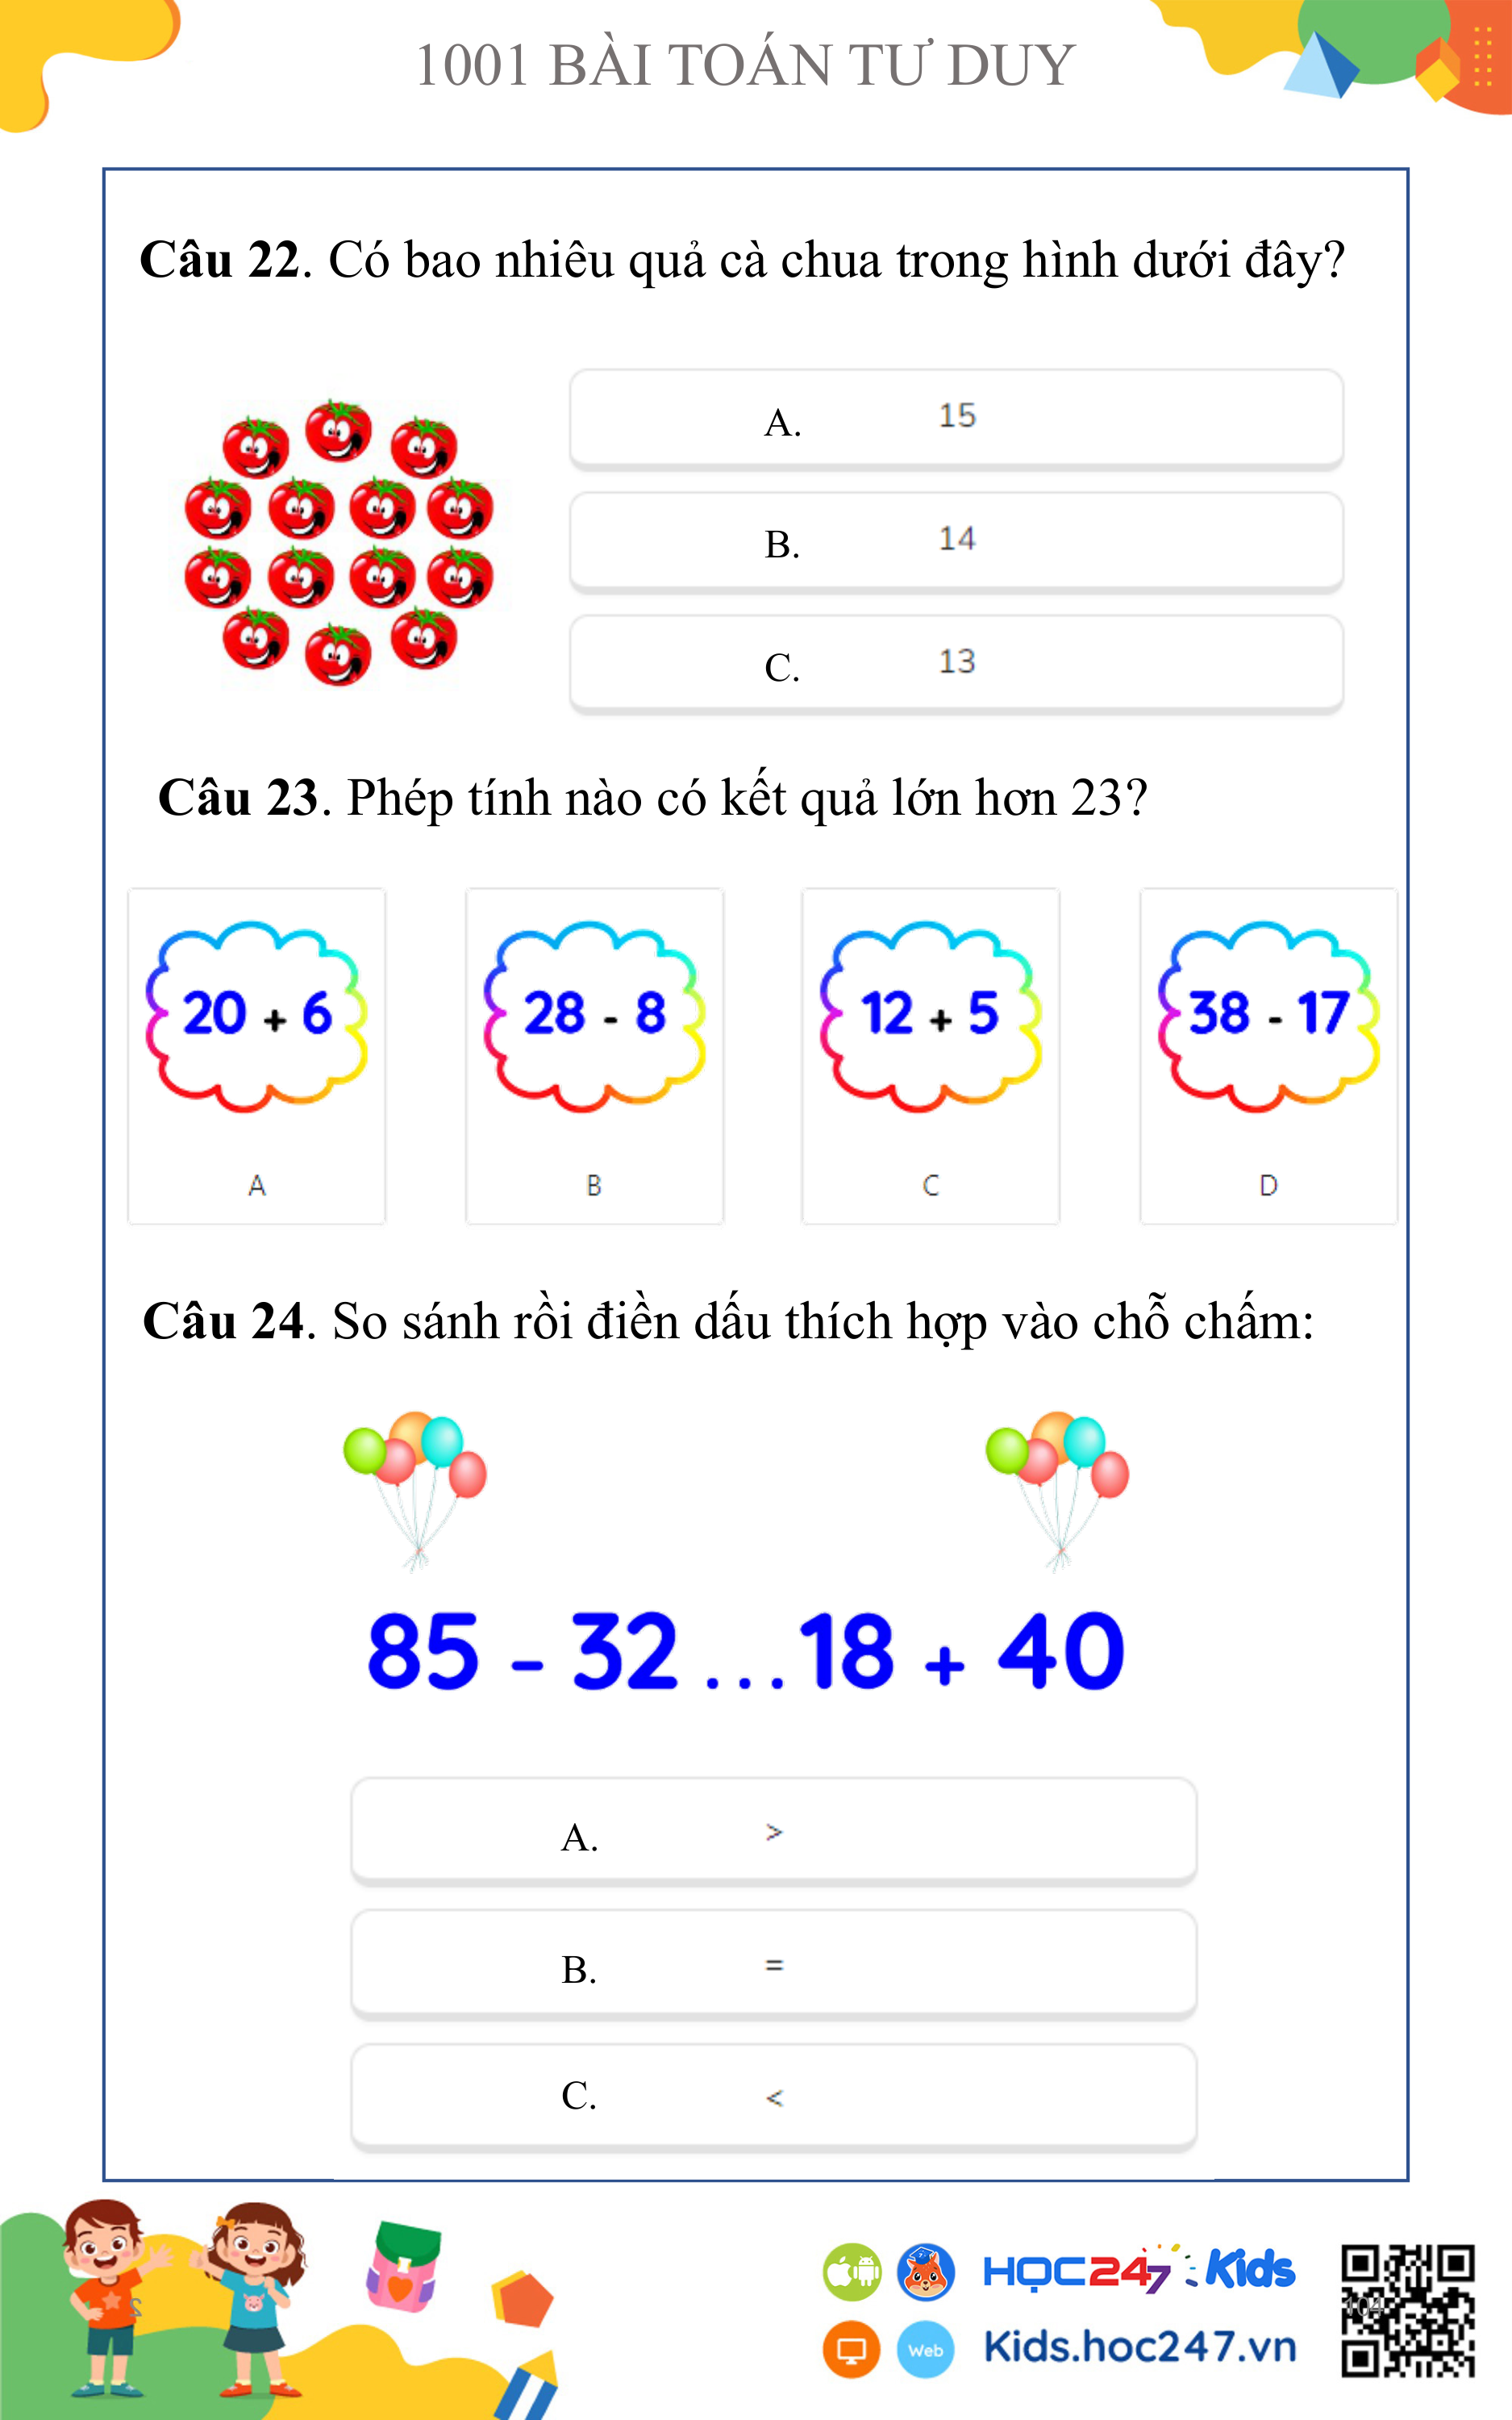 1001 BÀI TOÁN TƯ DUY
Câu 22. Có bao nhiêu quả cà chua trong hình dưới đây?
A. 15
B. 14
C. 13
Câu 23. Phép tính nào có kết quả lớn hơn 23?
20 + 6 28 - 8 12 + 5 38 - 17
A B C D
Câu 24. So sánh rồi điền dấu thích hợp vào chỗ chấm:
85 - 32 ... 18 + 40
A. >
B. =
C. <
HỌC247 Kids
104
2
Web
Kids.hoc247.vn